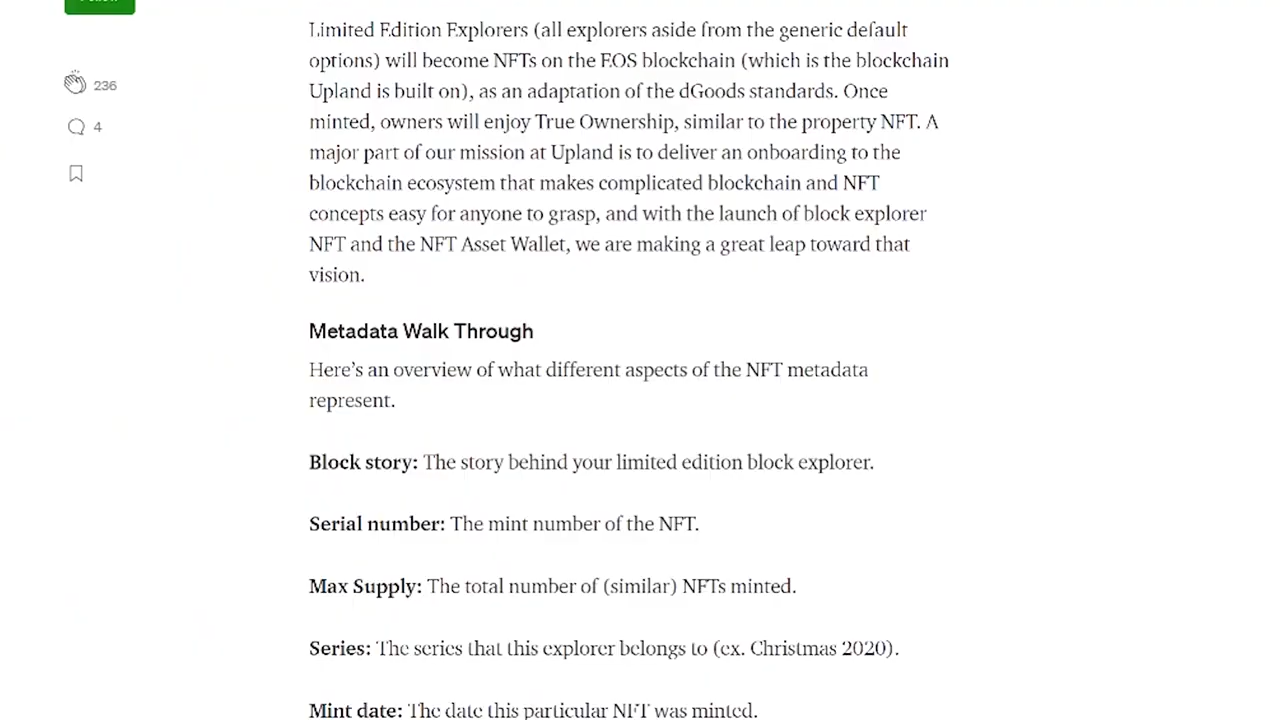 236
4
Limited Edition Explorers (all explorers aside from the generic default
options) will become NFTs on the EOS blockchain (which is the blockchain
Upland is built on), as an adaptation of the dGoods standards. Once
minted, owners will enjoy True Ownership, similar to the property NFT. A
major part of our mission at Upland is to deliver an onboarding to the
blockchain ecosystem that makes complicated blockchain and NFT
concepts easy for anyone to grasp, and with the launch of block explorer
NFT and the NFT Asset Wallet, we are making a great leap toward that
vision.
Metadata Walk Through
Here’s an overview of what different aspects of the NFT metadata
represent.
Block story: The story behind your limited edition block explorer.
Serial number: The mint number of the NFT.
Max Supply: The total number of (similar) NFTs minted.
Series: The series that this explorer belongs to (ex. Christmas 2020).
Mint date: The date this particular NFT was minted.